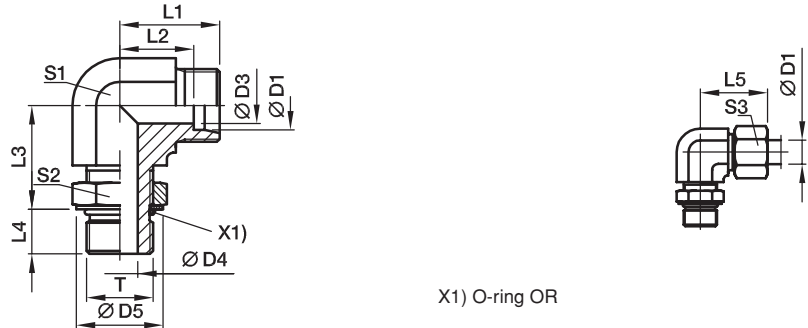 L1
L2
S1
Ø D3
Ø D1
L3
S2
L4
X1)
Ø D4
T
Ø D5
L5
S3
Ø D1
X1) O-ring OR